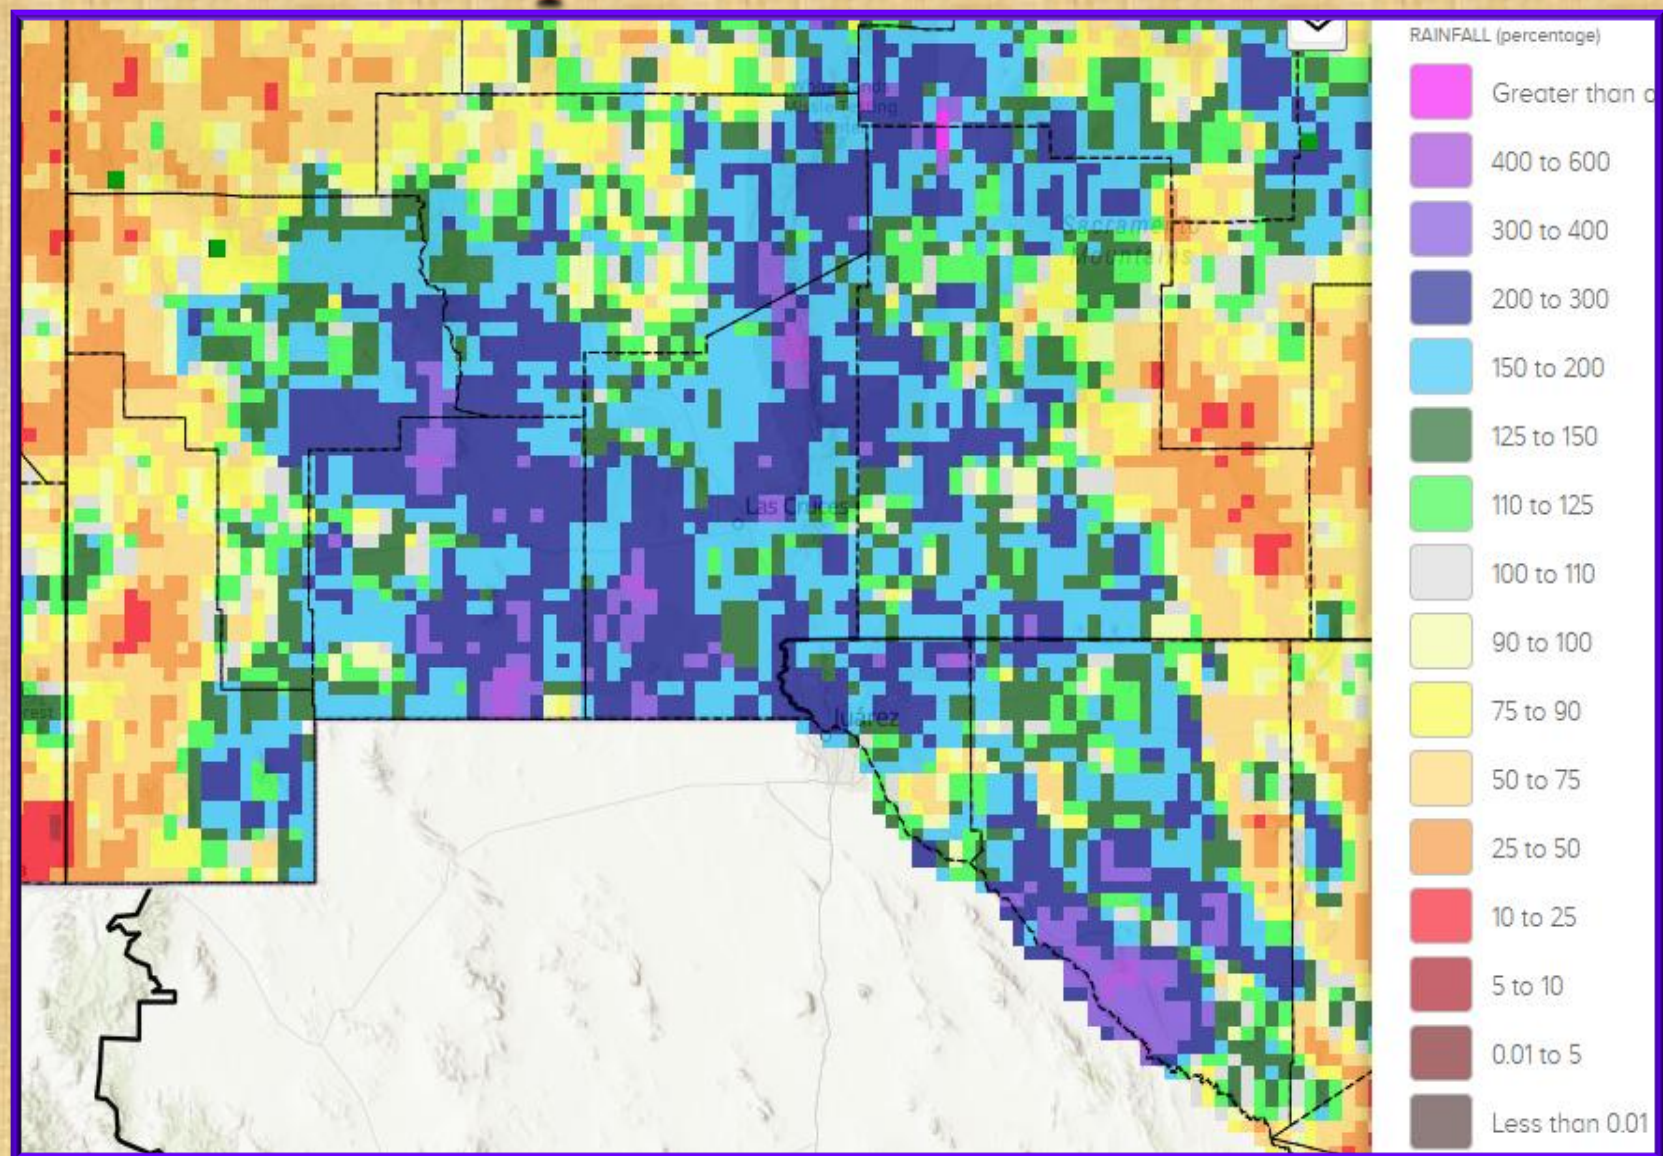 RAINFALL (percentage)
Greater than
400 to 600
300 to 400
200 to 300
150 to 200
125 to 150
110 to 125
100 to 110
90 to 100
75 to 90
50 to 75
25 to 50
10 to 25
5 to 10
0.01 to 5
Less than 0.01
Sacramento
Mountains
Las Cruces
Juárez